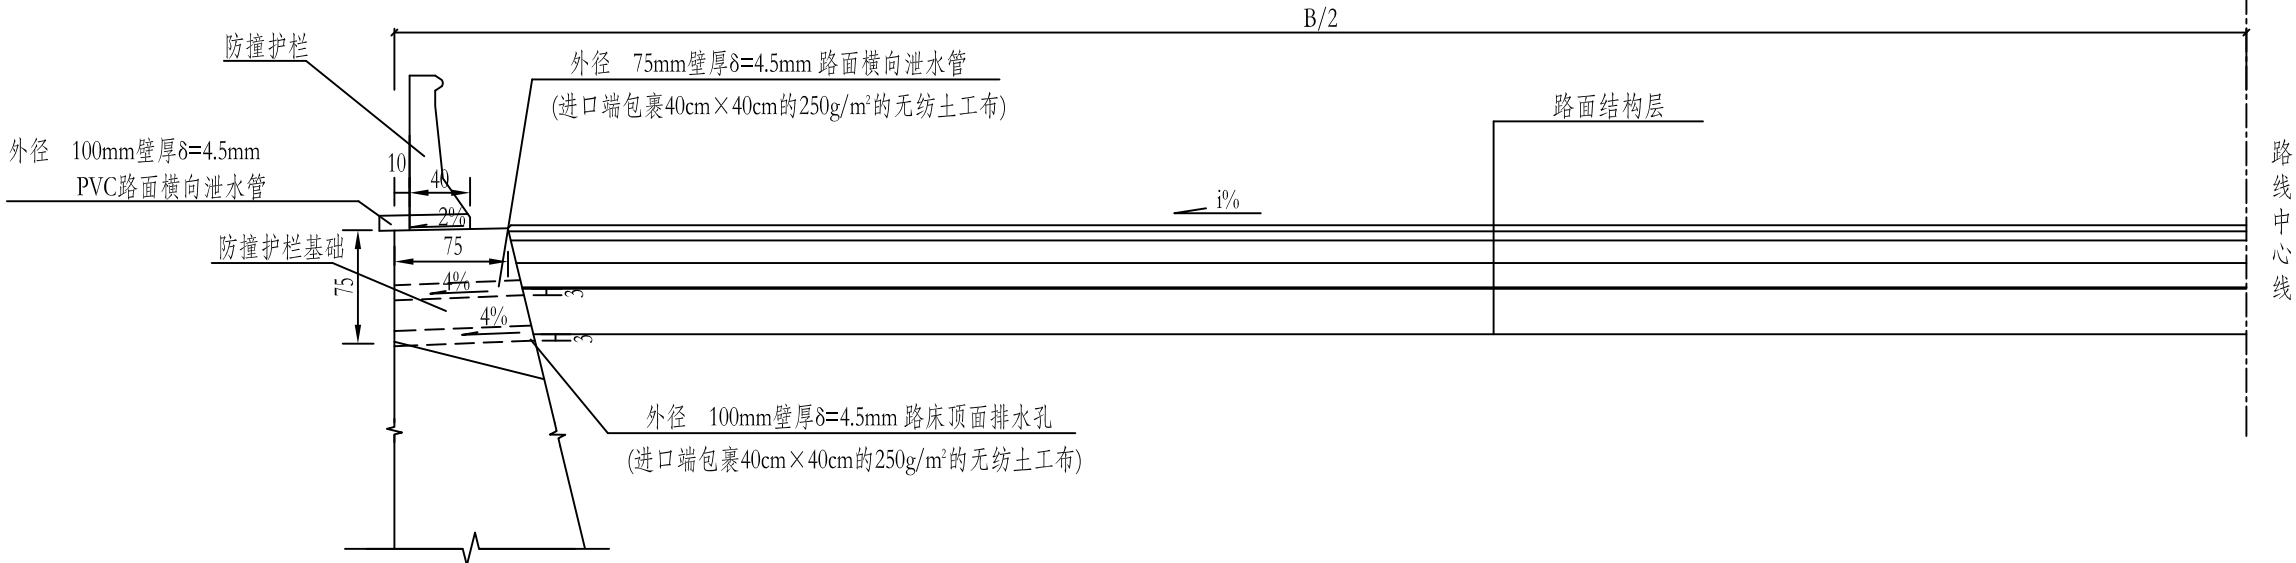 B/2
防撞护栏
外径 75mm壁厚δ=4.5mm 路面横向泄水管
(进口端包裹40cm×40cm的250g/m²的无纺土工布)
路面结构层
外径 100mm壁厚δ=4.5mm
PVC路面横向泄水管
10
40
路线中心线
i%
2%
防撞护栏基础
75
75
4%
3
4%
3
外径 100mm壁厚δ=4.5mm 路床顶面排水孔
(进口端包裹40cm×40cm的250g/m²的无纺土工布)